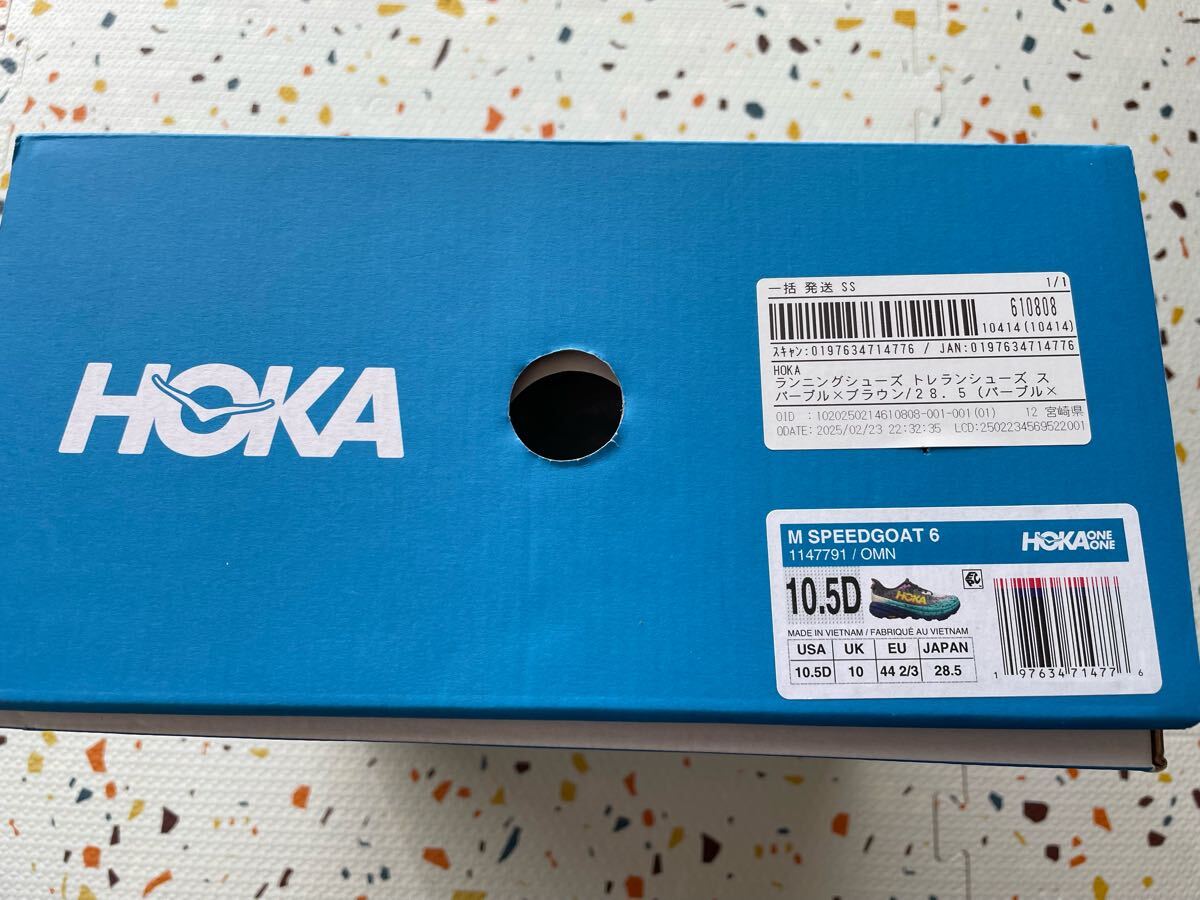 HOKA
一括 発送 SS 1/1
610808
10414(10414)
スキャン:0197634714776 / JAN:0197634714776
HOKA
ランニングシューズ トレランシューズ ス
パープル×ブラウン/28.5 (パープル×
OID :1020250214610808-001-001(01) 12 宮崎県
ODATE: 2025/02/23 22:32:35 LCD:2502234569522001
M SPEEDGOAT 6
1147791 / OMN
HOKA ONE ONE
10.5D
HOKA
MADE IN VIETNAM / FABRIQUÉ AU VIETNAM
USA UK EU JAPAN
10.5D 10 44 2/3 28.5
1 97634 71477 6